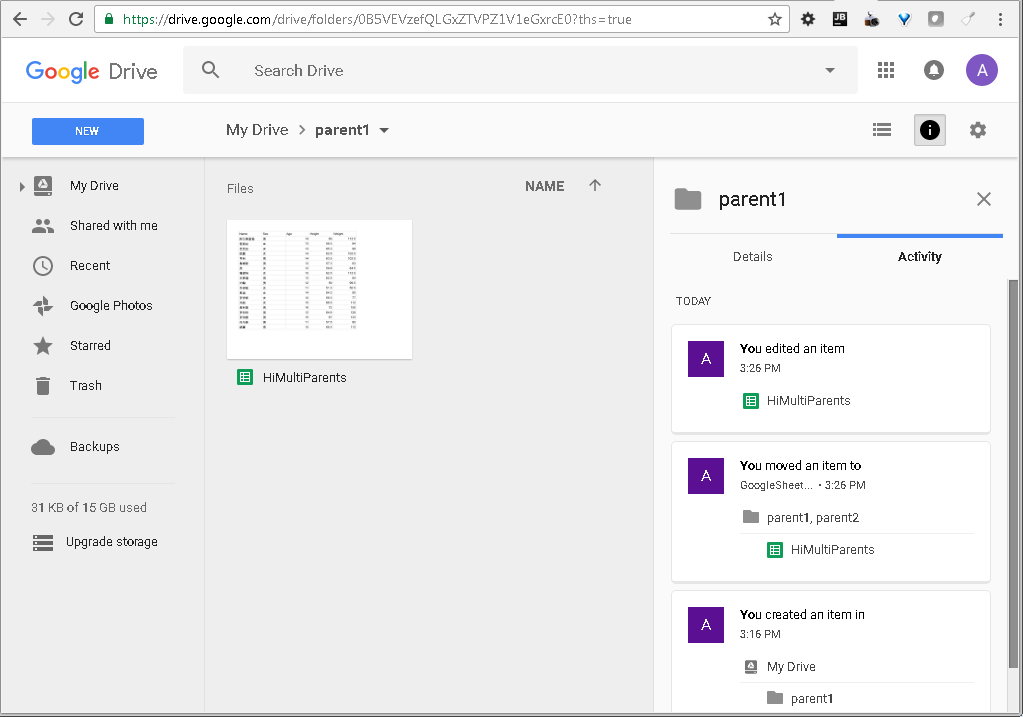 https://drive.google.com/drive/folders/0B5VEVzefQLGxZTVPZ1V1eGxrcE0?ths=true
JB
Google Drive
Search Drive
A
NEW
My Drive > parent1
My Drive
Shared with me
Recent
Google Photos
Starred
Trash
Backups
31 KB of 15 GB used
Upgrade storage
Files
NAME
HiMultiParents
parent1
Details
Activity
TODAY
A
You edited an item
3:26 PM
HiMultiParents
A
You moved an item to
GoogleSheet... • 3:26 PM
parent1, parent2
HiMultiParents
A
You created an item in
3:16 PM
My Drive
parent1